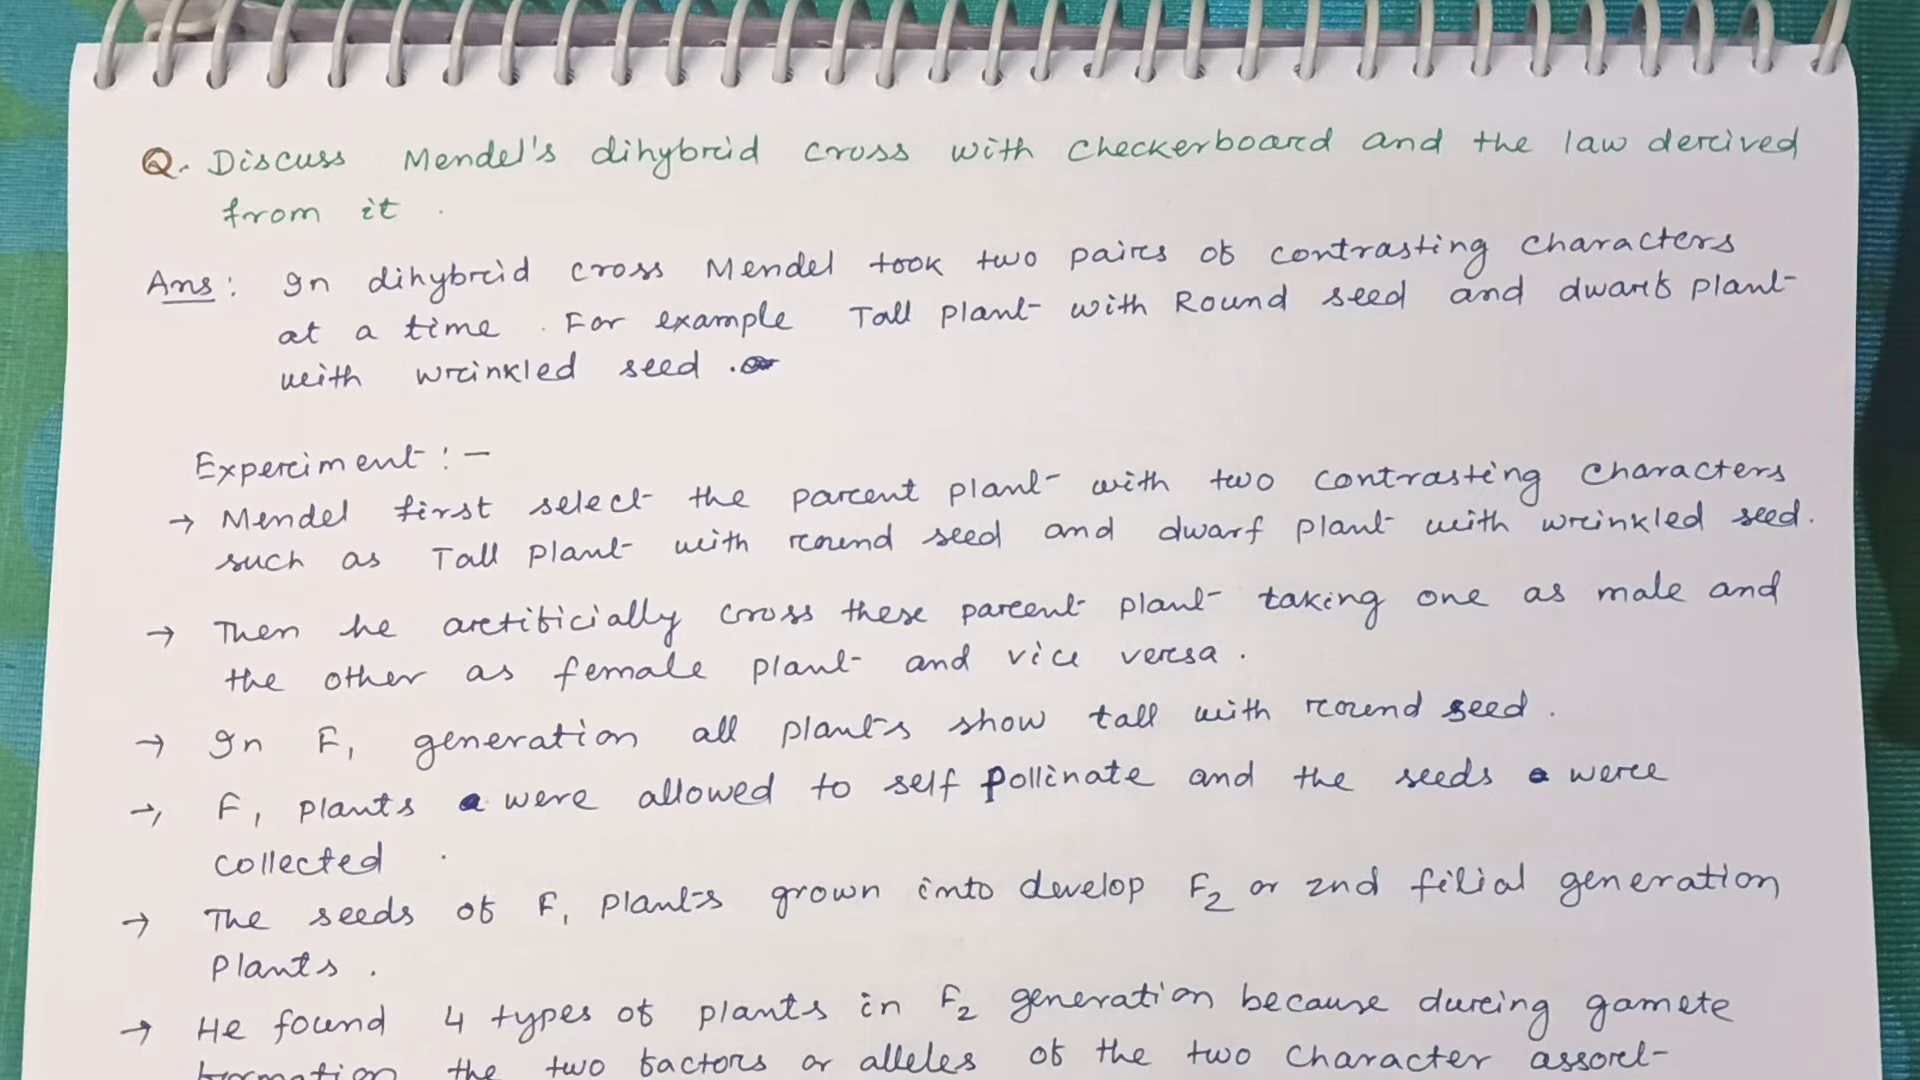 Q. Discuss Mendel's dihybrid cross with checkerboard and the law derived
from it.
Ans: In dihybrid cross Mendel took two pairs of contrasting characters
at a time. For example Tall plant with Round seed and dwarf plant
with wrinkled seed.
Experiment :-
→ Mendel first select the parent plant with two contrasting characters
such as Tall plant with round seed and dwarf plant with wrinkled seed.
→ Then he artificially cross these parent plant taking one as male and
the other as female plant and vice versa.
→ In F1 generation all plants show tall with round seed.
→ F1 plants were allowed to self pollinate and the seeds were
collected.
→ The seeds of F1 plants grown into develop F2 or 2nd filial generation
plants.
→ He found 4 types of plants in F2 generation because during gamete
formation the two factors or alleles of the two character assort